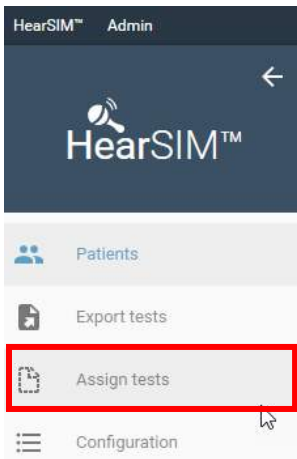 HearSIM™ Admin
HearSIM™
Patients
Export tests
Assign tests
Configuration